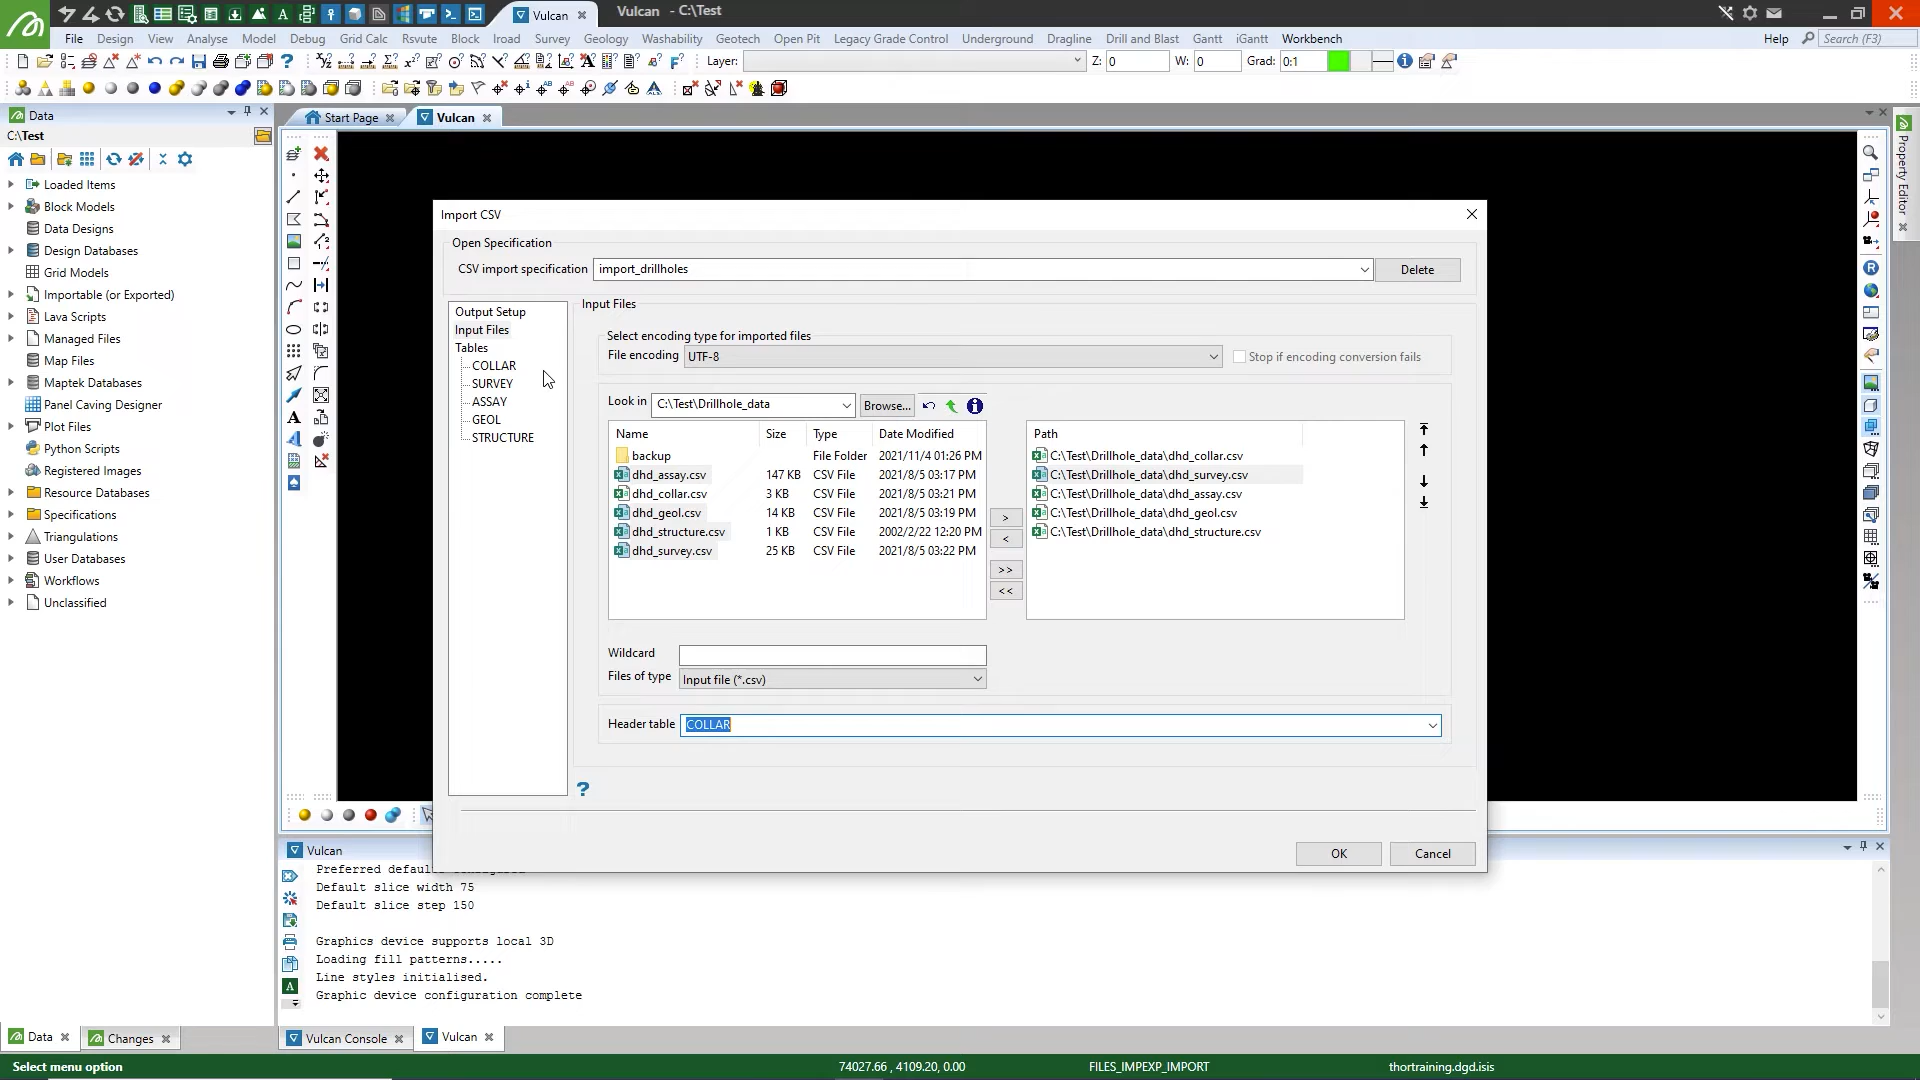 Vulcan
Vulcan - C:\Test
File Design View Analyse Model Debug Grid Calc Rsvute Block Iroad Survey Geology Washability Geotech Open Pit Legacy Grade Control Underground Dragline Drill and Blast Gantt iGantt Workbench Help Search (F3)
Layer: Z: 0 W: 0 Grad: 0:1
Data
Start Page Vulcan
C:\Test
Property Editor
Loaded Items
Block Models
Data Designs
Design Databases
Grid Models
Importable (or Exported)
Lava Scripts
Managed Files
Map Files
Maptek Databases
Panel Caving Designer
Plot Files
Python Scripts
Registered Images
Resource Databases
Specifications
Triangulations
User Databases
Workflows
Unclassified
Import CSV
Open Specification
CSV import specification import_drillholes Delete
Output Setup
Input Files
Tables
COLLAR
SURVEY
ASSAY
GEOL
STRUCTURE
Input Files
Select encoding type for imported files
File encoding UTF-8 Stop if encoding conversion fails
Look in C:\Test\Drillhole_data Browse...
Name Size Type Date Modified
backup File Folder 2021/11/4 01:26 PM
dhd_assay.csv 147 KB CSV File 2021/8/5 03:17 PM
dhd_collar.csv 3 KB CSV File 2021/8/5 03:21 PM
dhd_geol.csv 14 KB CSV File 2021/8/5 03:19 PM
dhd_structure.csv 1 KB CSV File 2002/2/22 12:20 PM
dhd_survey.csv 25 KB CSV File 2021/8/5 03:22 PM
>
<
>>
<<
Path
C:\Test\Drillhole_data\dhd_collar.csv
C:\Test\Drillhole_data\dhd_survey.csv
C:\Test\Drillhole_data\dhd_assay.csv
C:\Test\Drillhole_data\dhd_geol.csv
C:\Test\Drillhole_data\dhd_structure.csv
Wildcard
Files of type Input file (*.csv)
Header table COLLAR
?
OK Cancel
Vulcan
Default slice width 75
Default slice step 150
Graphics device supports local 3D
Loading fill patterns.....
Line styles initialised.
Graphic device configuration complete
Data Changes Vulcan Console Vulcan
Select menu option 74027.66 , 4109.20, 0.00 FILES_IMPEXP_IMPORT thortraining.dgd.isis